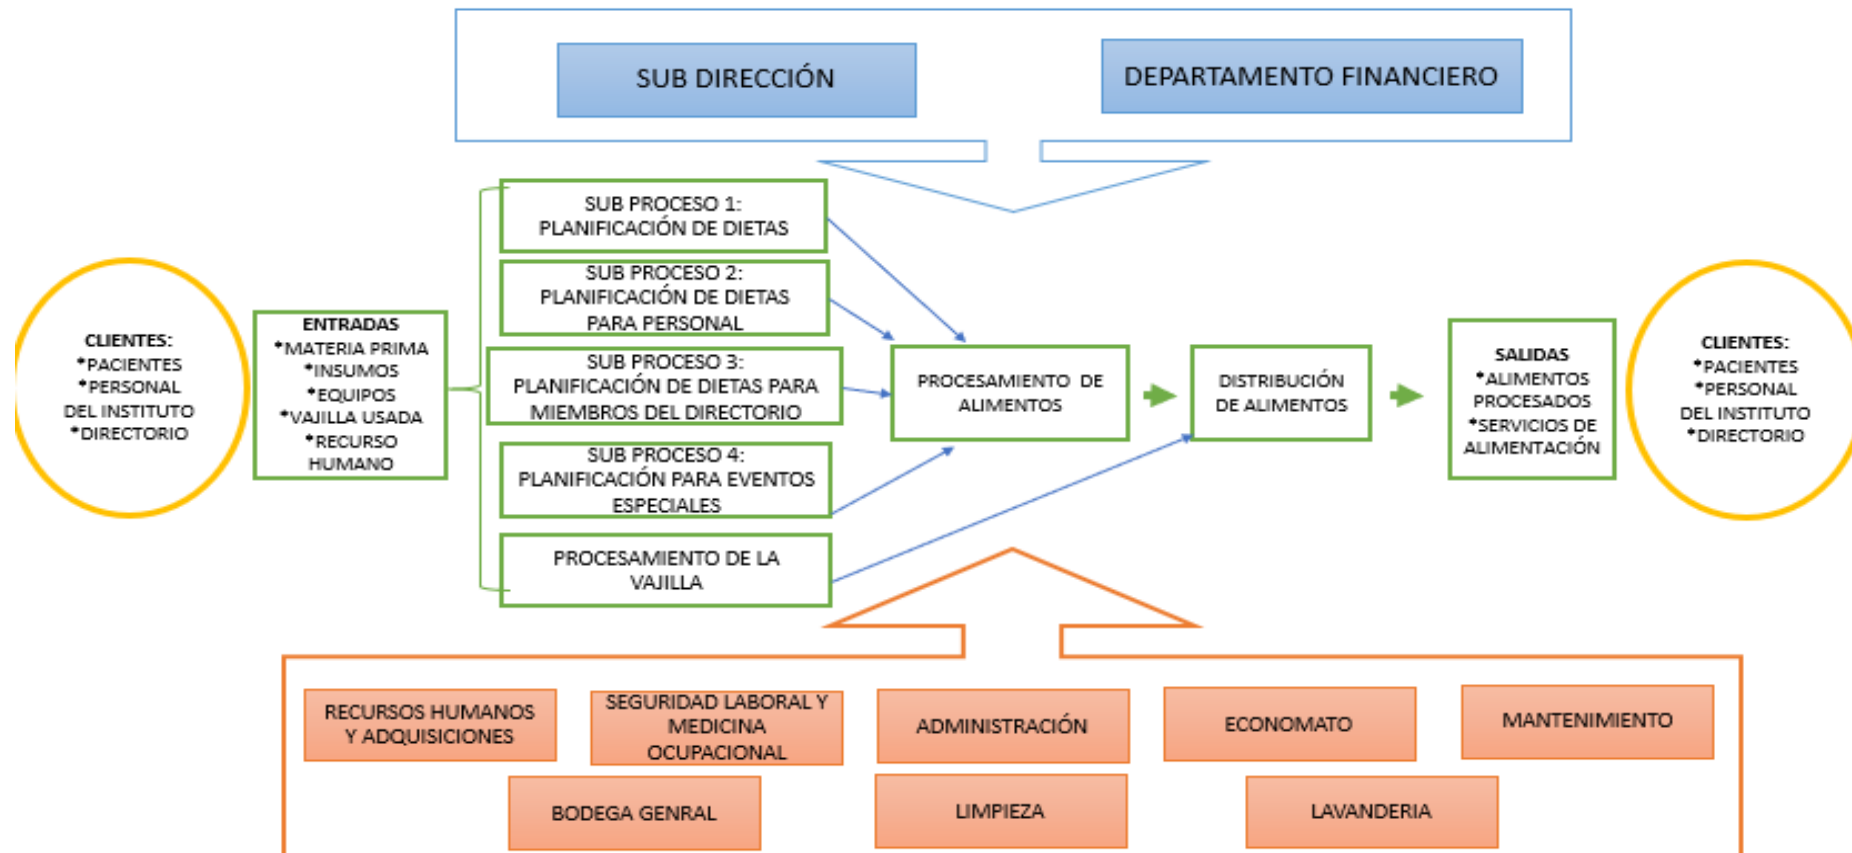 SUB DIRECCIÓN
DEPARTAMENTO FINANCIERO
SUB PROCESO 1:
PLANIFICACIÓN DE DIETAS
SUB PROCESO 2:
PLANIFICACIÓN DE DIETAS
PARA PERSONAL
SUB PROCESO 3:
PLANIFICACIÓN DE DIETAS PARA
MIEMBROS DEL DIRECTORIO
SUB PROCESO 4:
PLANIFICACIÓN PARA EVENTOS
ESPECIALES
PROCESAMIENTO DE LA
VAJILLA
CLIENTES:
*PACIENTES
*PERSONAL
DEL INSTITUTO
*DIRECTORIO
ENTRADAS
*MATERIA PRIMA
*INSUMOS
*EQUIPOS
*VAJILLA USADA
*RECURSO
HUMANO
PROCESAMIENTO DE
ALIMENTOS
DISTRIBUCIÓN
DE ALIMENTOS
SALIDAS
*ALIMENTOS
PROCESADOS
*SERVICIOS DE
ALIMENTACIÓN
CLIENTES:
*PACIENTES
*PERSONAL
DEL INSTITUTO
*DIRECTORIO
RECURSOS HUMANOS
Y ADQUISICIONES
SEGURIDAD LABORAL Y
MEDICINA
OCUPACIONAL
ADMINISTRACIÓN
ECONOMATO
MANTENIMIENTO
BODEGA GENRAL
LIMPIEZA
LAVANDERIA